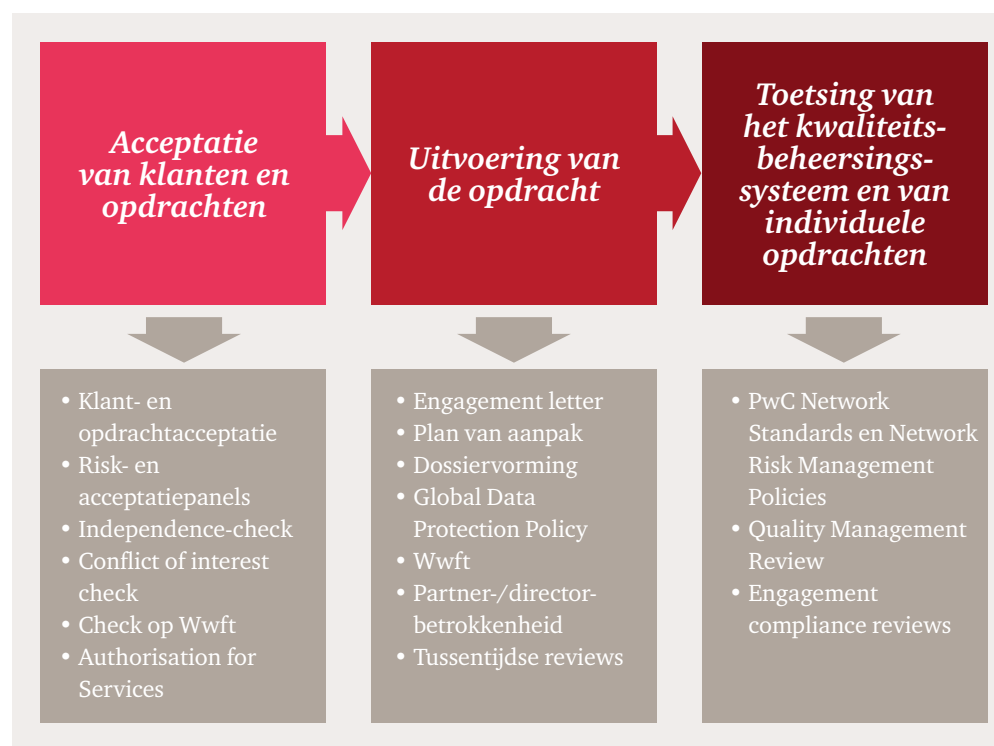 Acceptatie
van klanten en
opdrachten
Uitvoering van
de opdracht
Toetsing van
het kwaliteits-
beheersings-
systeem en van
individuele
opdrachten
• Klant- en
opdrachtacceptatie
• Risk- en
acceptatiepanels
• Independence-check
• Conflict of interest
check
• Check op Wwft
• Authorisation for
Services
• Engagement letter
• Plan van aanpak
• Dossiervorming
• Global Data
Protection Policy
• Wwft
• Partner-/director-
betrokkenheid
• Tussentijdse reviews
• PwC Network
Standards en Network
Risk Management
Policies
• Quality Management
Review
• Engagement
compliance reviews